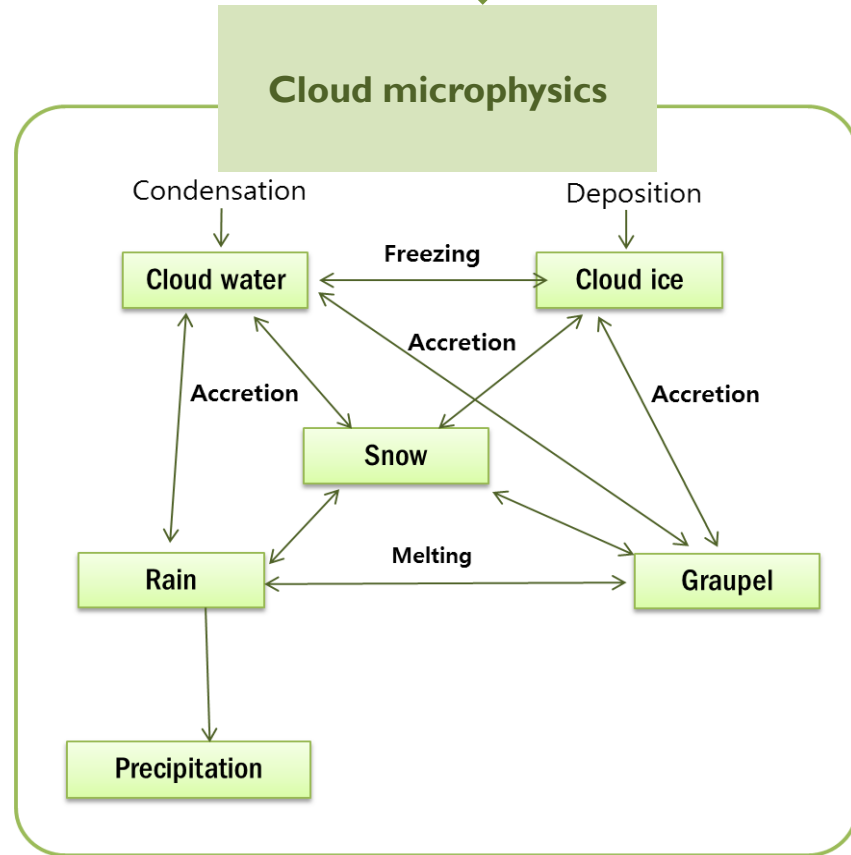 Cloud microphysics
Condensation
Deposition
Freezing
Cloud water
Cloud ice
Accretion
Accretion
Accretion
Snow
Melting
Rain
Graupel
Precipitation